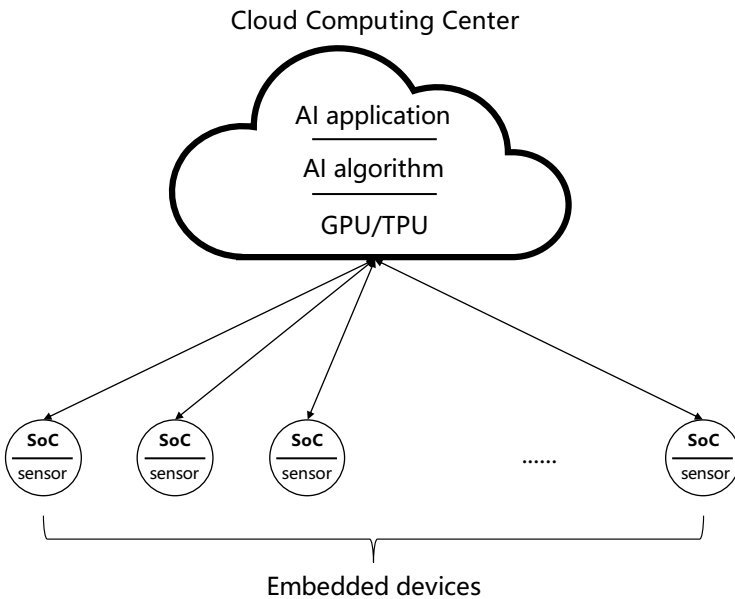 Cloud Computing Center
AI application
AI algorithm
GPU/TPU
SoC
sensor
SoC
sensor
SoC
sensor
......
SoC
sensor
Embedded devices